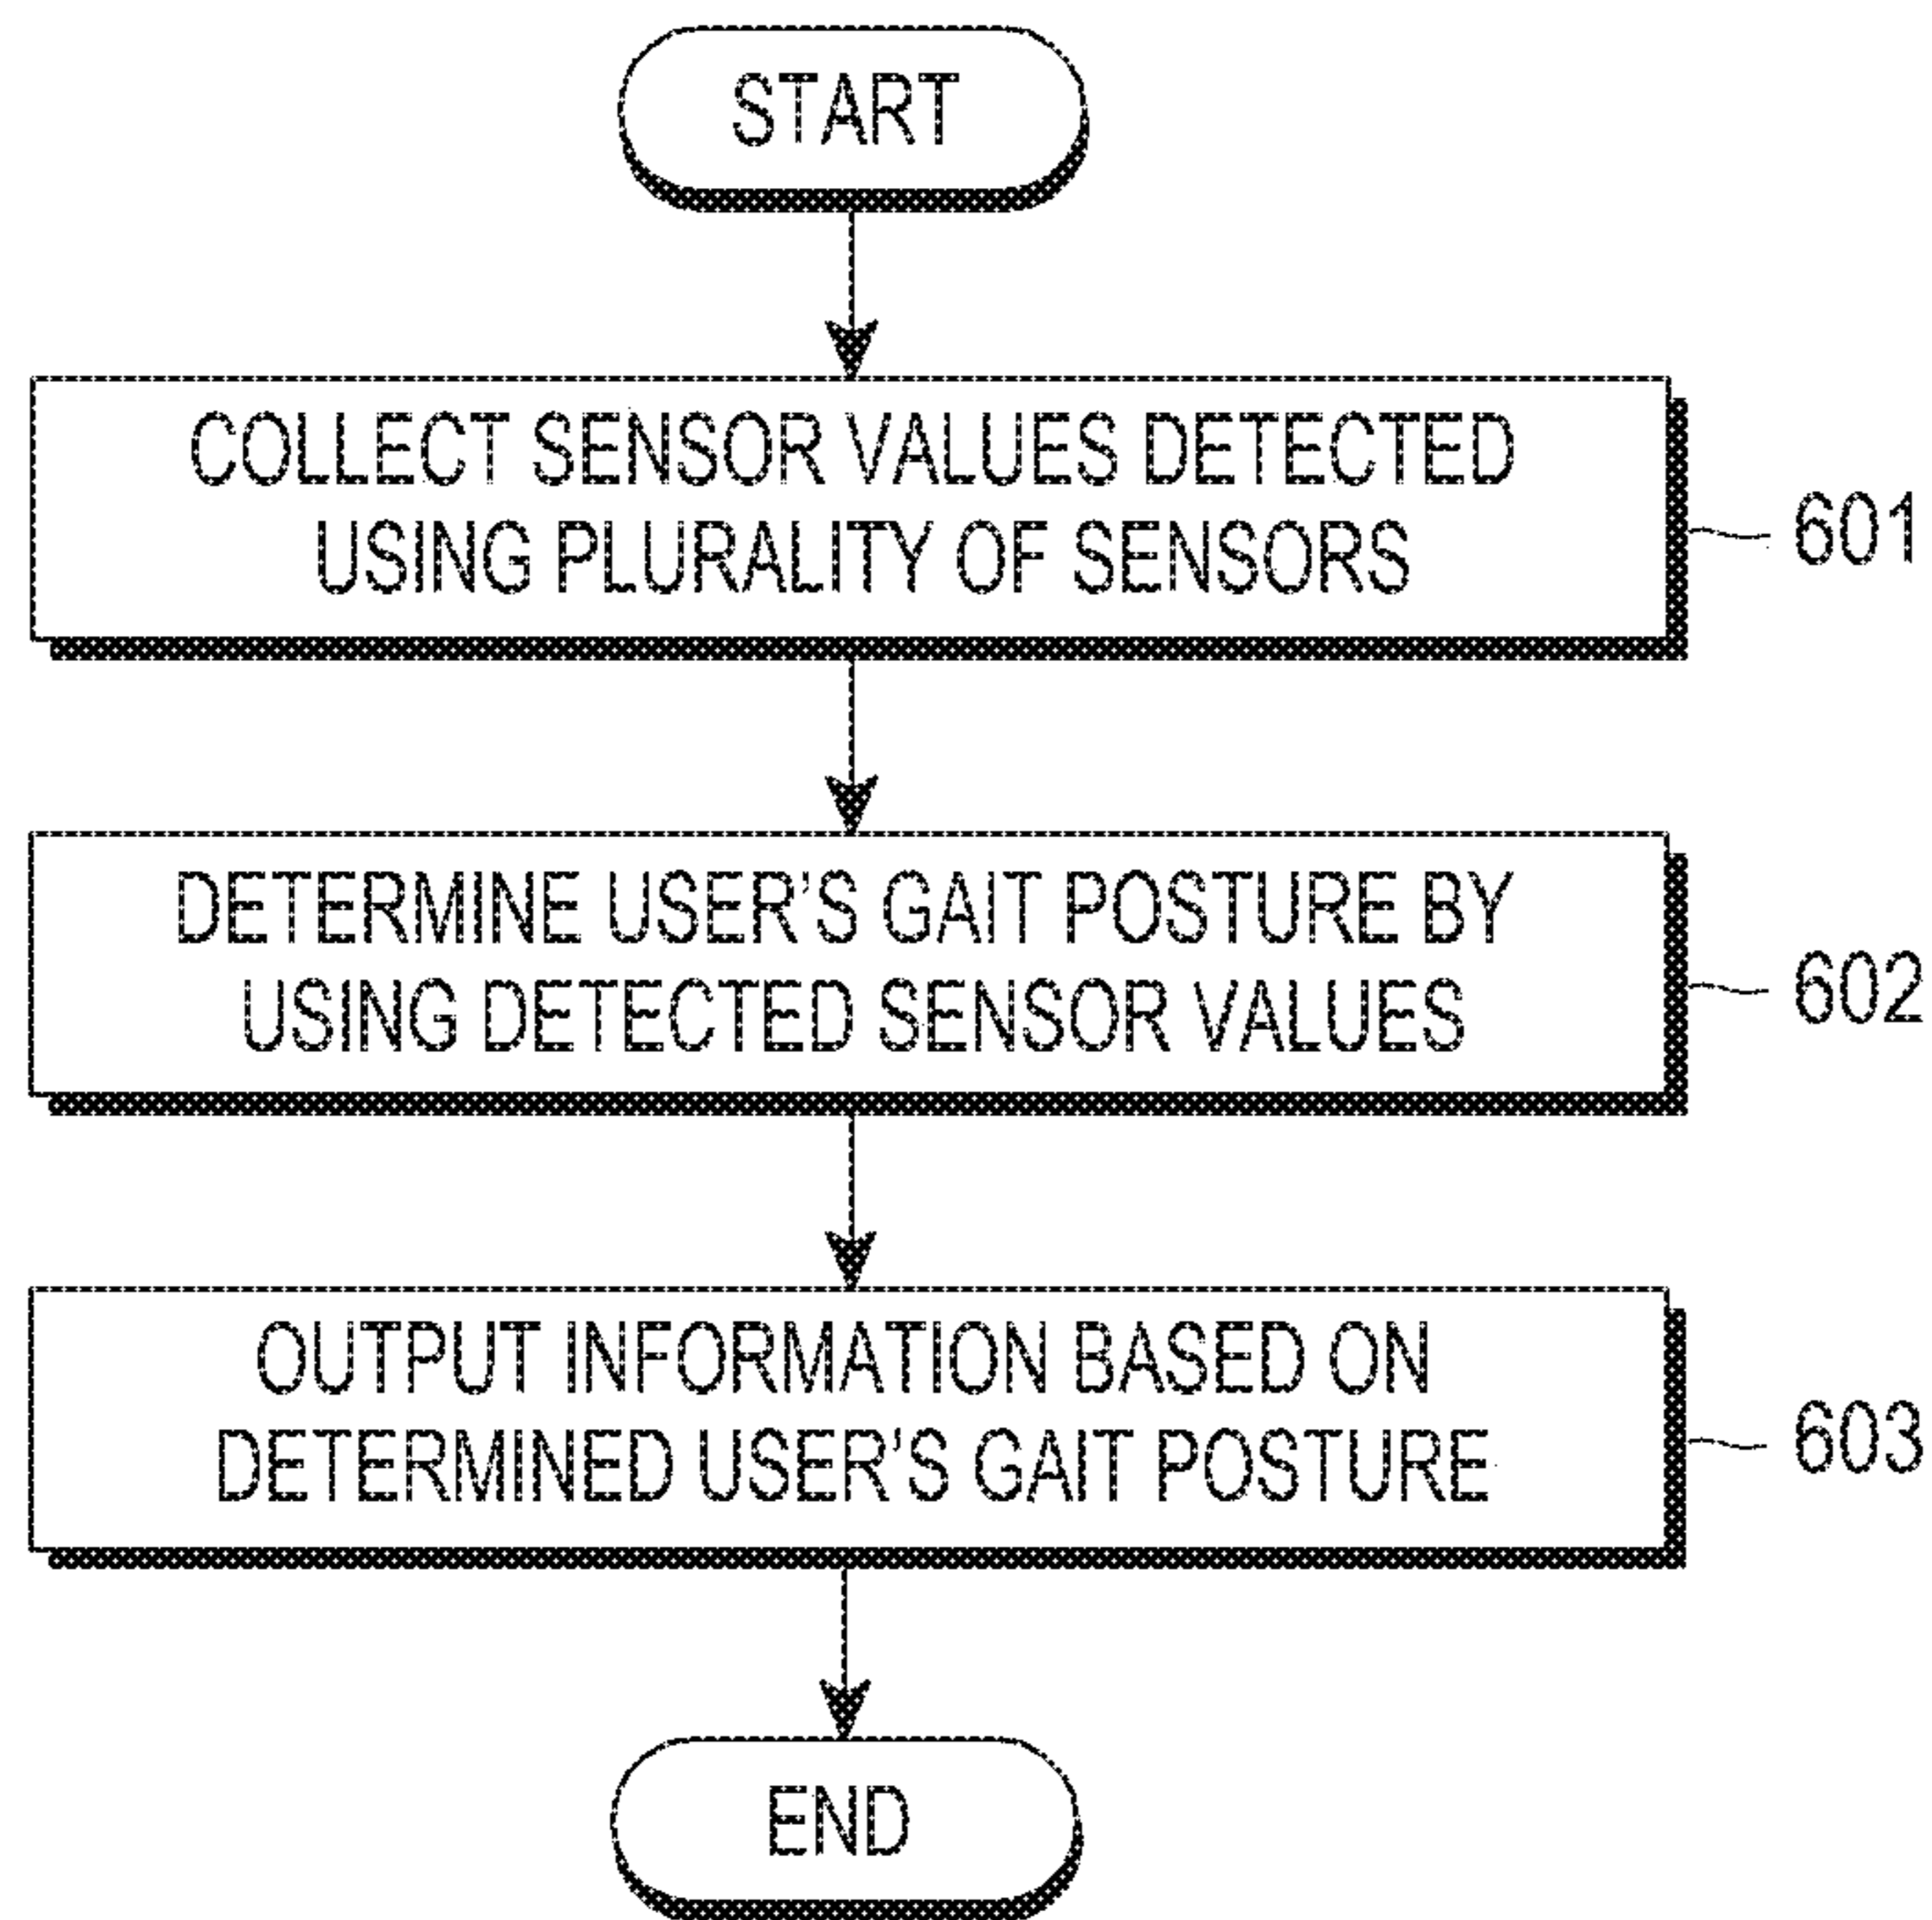 START
COLLECT SENSOR VALUES DETECTED
USING PLURALITY OF SENSORS
601
DETERMINE USER'S GAIT POSTURE BY
USING DETECTED SENSOR VALUES
602
OUTPUT INFORMATION BASED ON
DETERMINED USER'S GAIT POSTURE
603
END